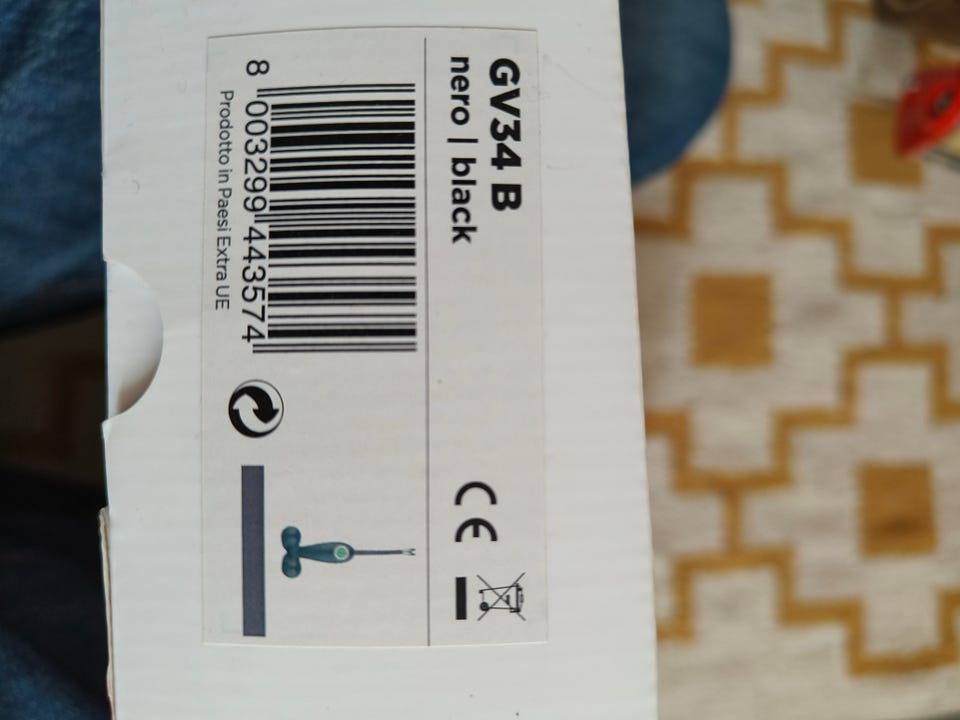 GV34 B
nero | black
8 003299 443574
Prodotto in Paesi Extra UE
CE